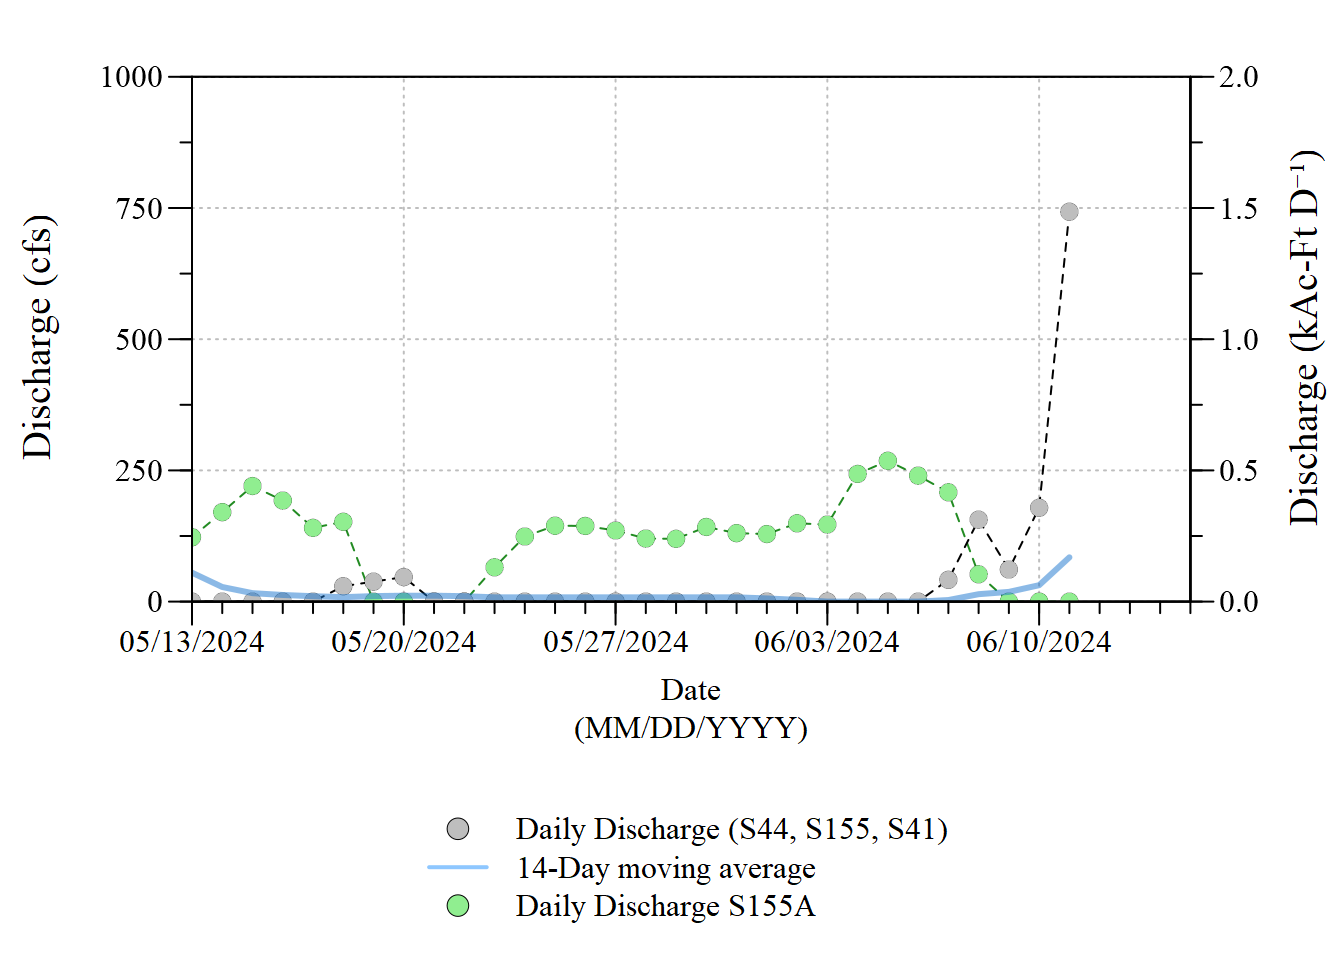 1000
750
500
250
0
Discharge (cfs)
2.0
1.5
1.0
0.5
0.0
Discharge (kAc-Ft D⁻¹)
05/13/2024 05/20/2024 05/27/2024 06/03/2024 06/10/2024
Date
(MM/DD/YYYY)
Daily Discharge (S44, S155, S41)
14-Day moving average
Daily Discharge S155A